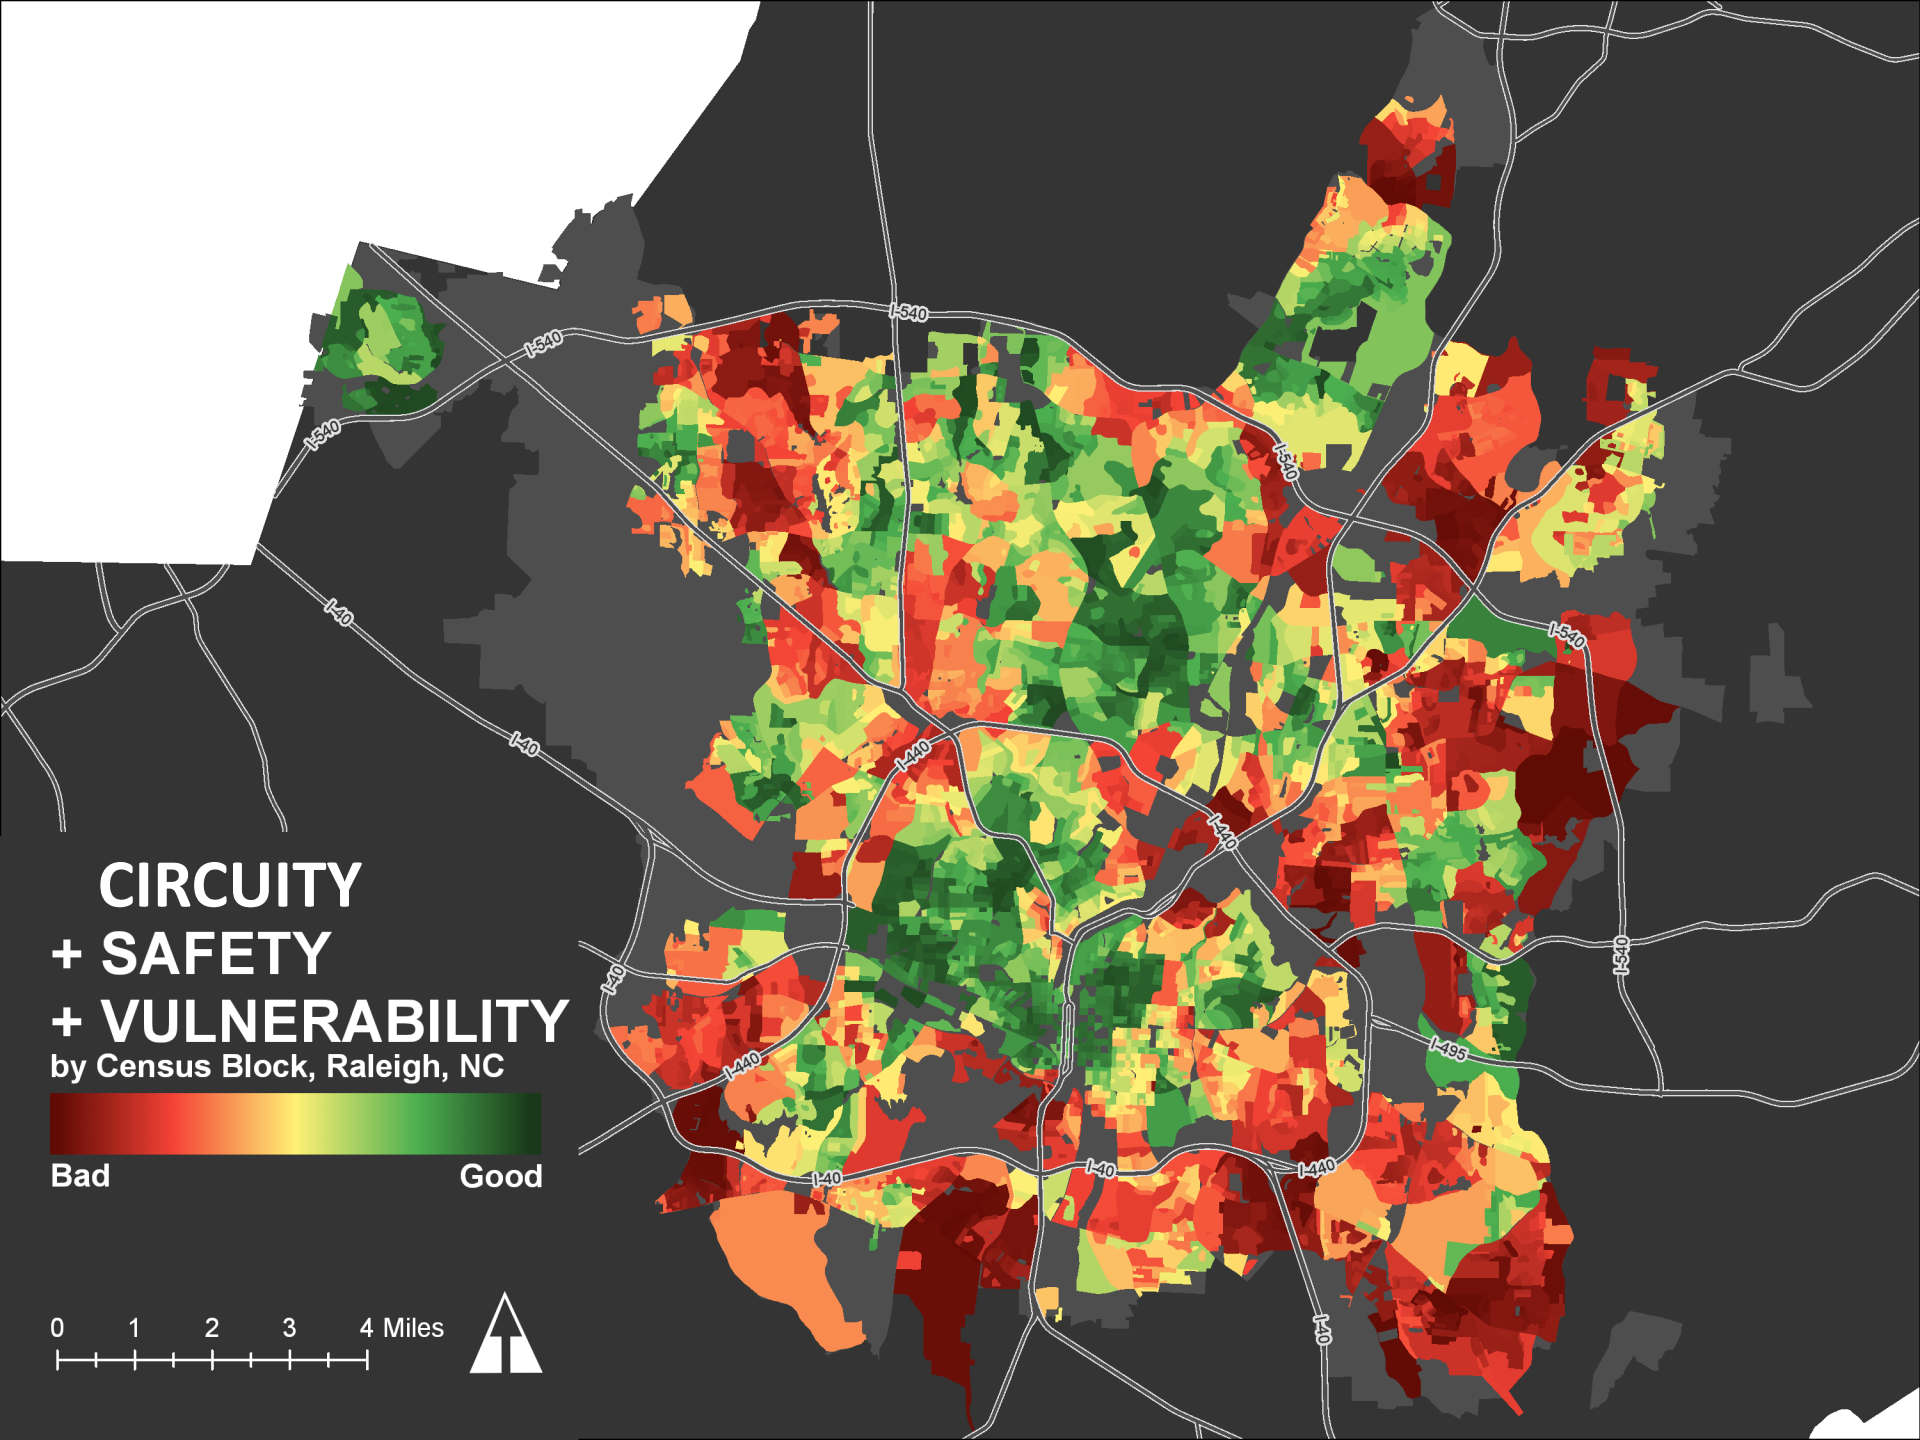 I-540
I-540
I-540
I-540
I-540
I-40
I-40
I-440
I-440
CIRCUITY
+ SAFETY
+ VULNERABILITY
by Census Block, Raleigh, NC
Bad
Good
I-40
I-540
I-495
I-440
I-40
I-40
I-440
0 1 2 3 4 Miles
I-40